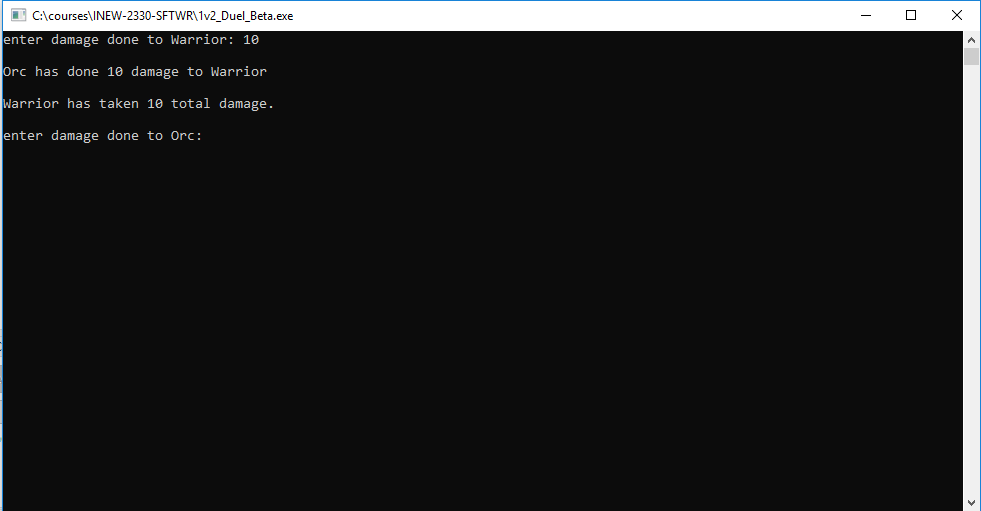 C:\courses\INEW-2330-SFTWR\1v2_Duel_Beta.exe
enter damage done to Warrior: 10
Orc has done 10 damage to Warrior
Warrior has taken 10 total damage.
enter damage done to Orc: